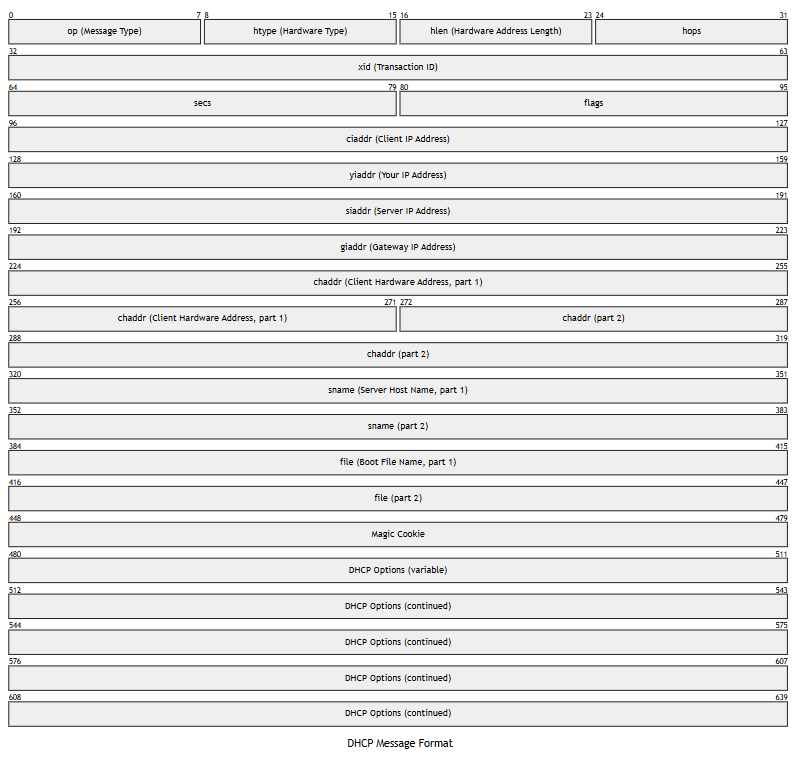 0 7 8 15 16 23 24 31
op (Message Type) htype (Hardware Type) hlen (Hardware Address Length) hops
32 63
xid (Transaction ID)
64 79 80 95
secs flags
96 127
ciaddr (Client IP Address)
128 159
yiaddr (Your IP Address)
160 191
siaddr (Server IP Address)
192 223
giaddr (Gateway IP Address)
224 255
chaddr (Client Hardware Address, part 1)
256 271 272 287
chaddr (Client Hardware Address, part 1) chaddr (part 2)
288 319
chaddr (part 2)
320 351
sname (Server Host Name, part 1)
352 383
sname (part 2)
384 415
file (Boot File Name, part 1)
416 447
file (part 2)
448 479
Magic Cookie
480 511
DHCP Options (variable)
512 543
DHCP Options (continued)
544 575
DHCP Options (continued)
576 607
DHCP Options (continued)
608 639
DHCP Options (continued)
DHCP Message Format